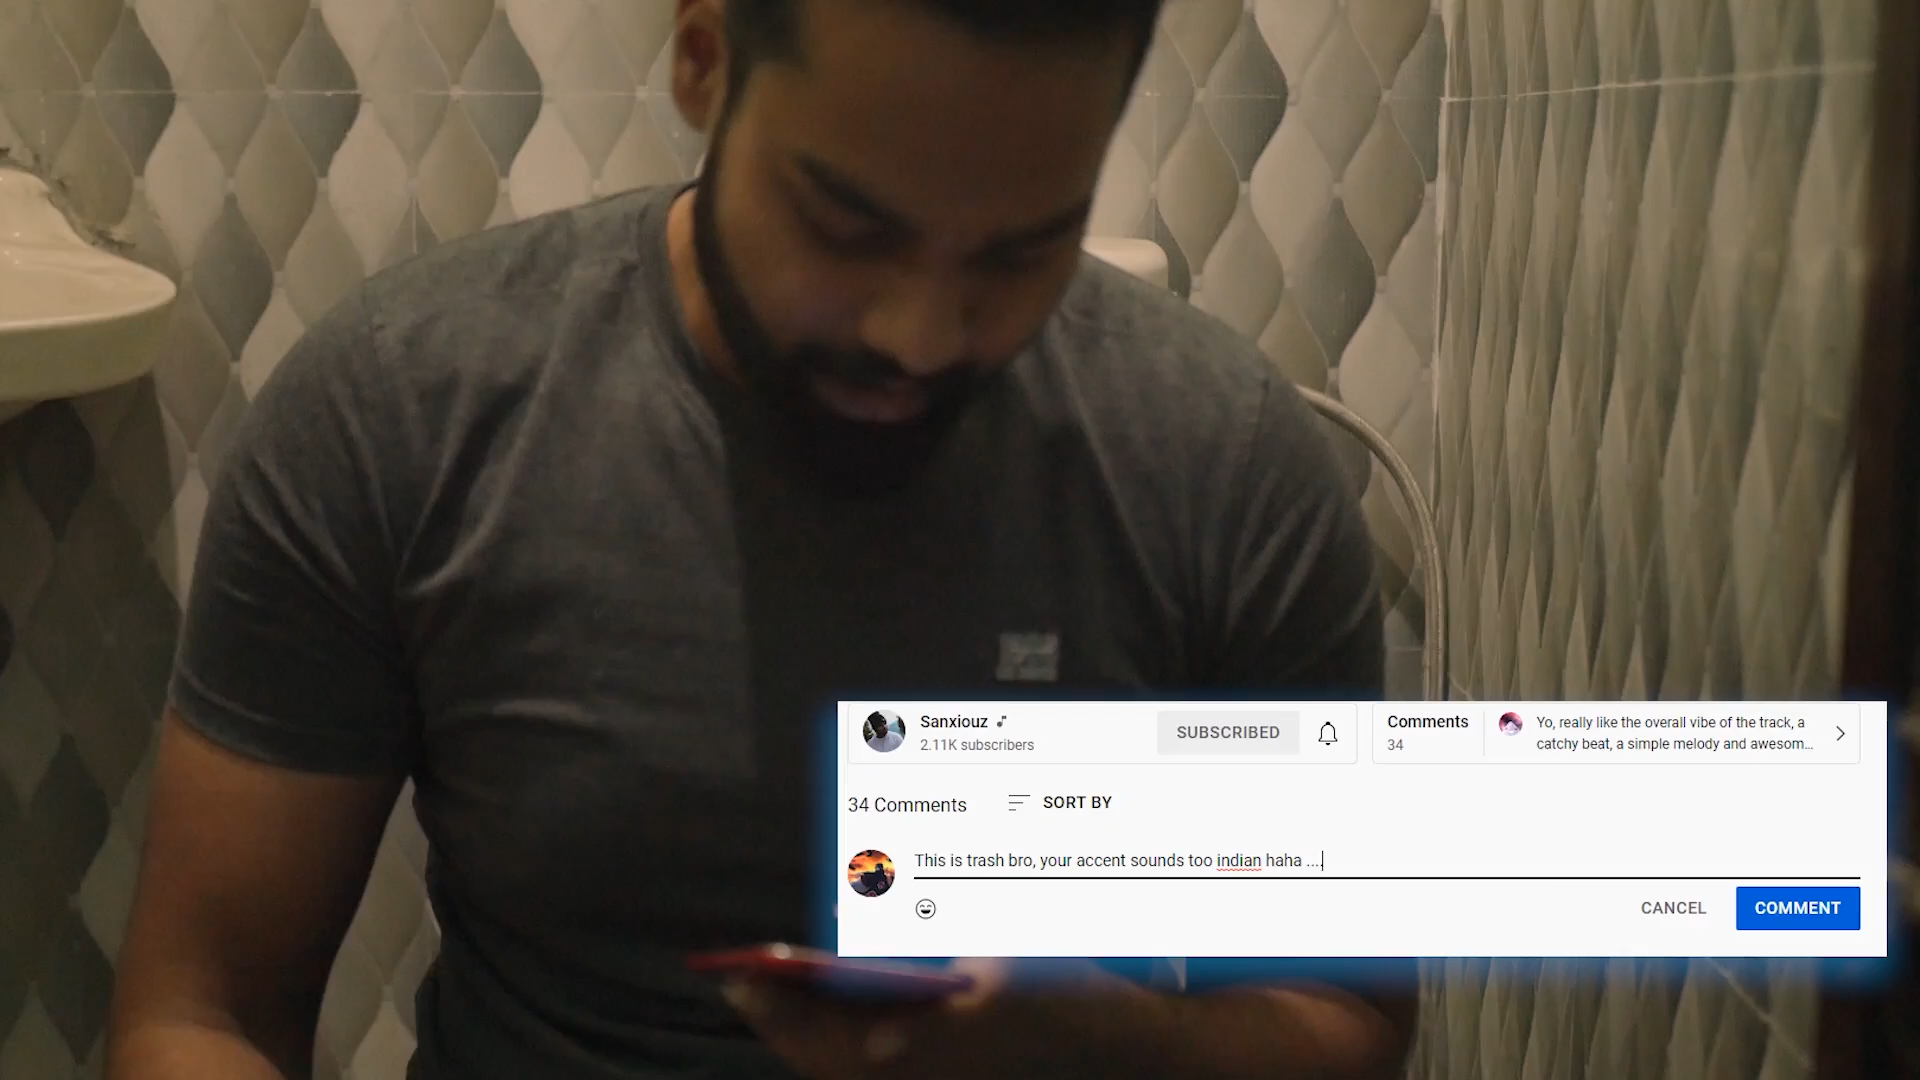 Sanxiouz
2.11K subscribers
SUBSCRIBED
Comments
34
Yo, really like the overall vibe of the track, a
catchy beat, a simple melody and awesom...
34 Comments
SORT BY
This is trash bro, your accent sounds too indian haha ....
CANCEL
COMMENT